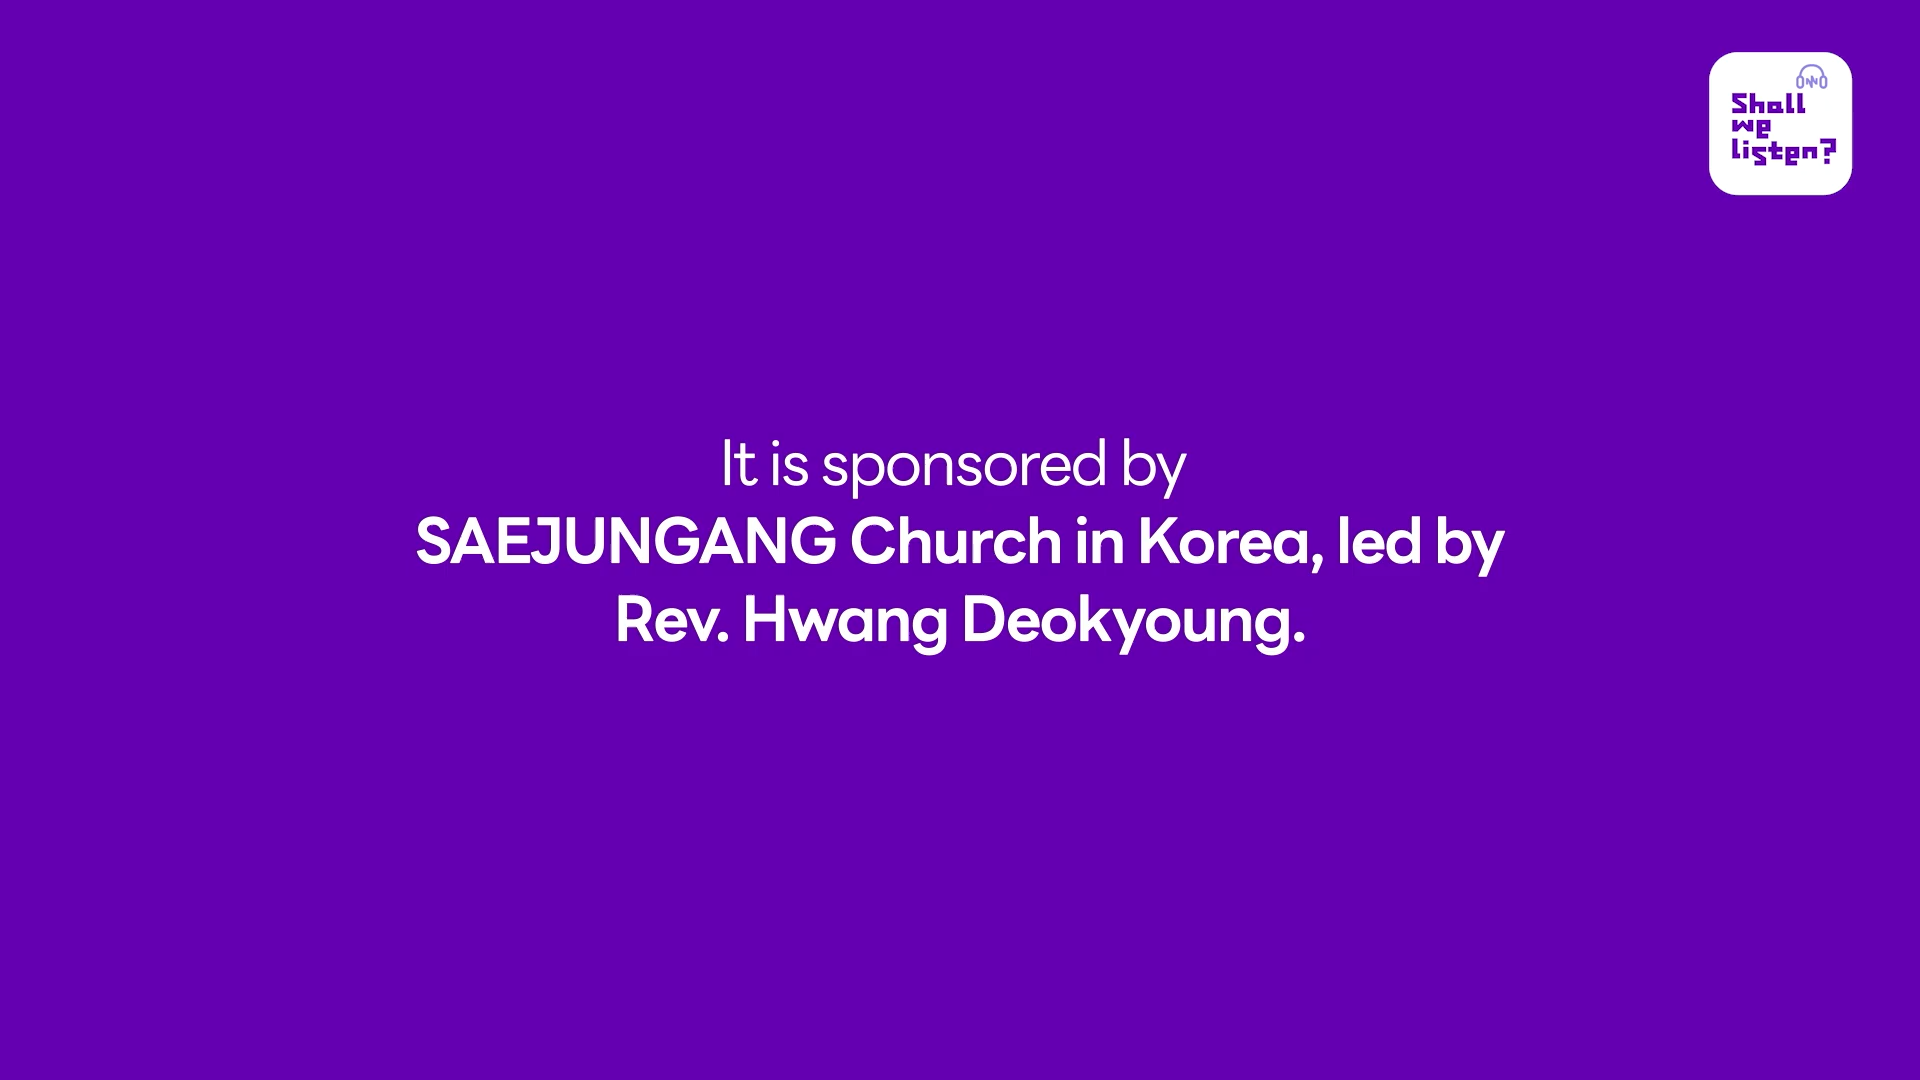 Shall
we
listen?
It is sponsored by
SAEJUNGANG Church in Korea, led by
Rev. Hwang Deokyoung.